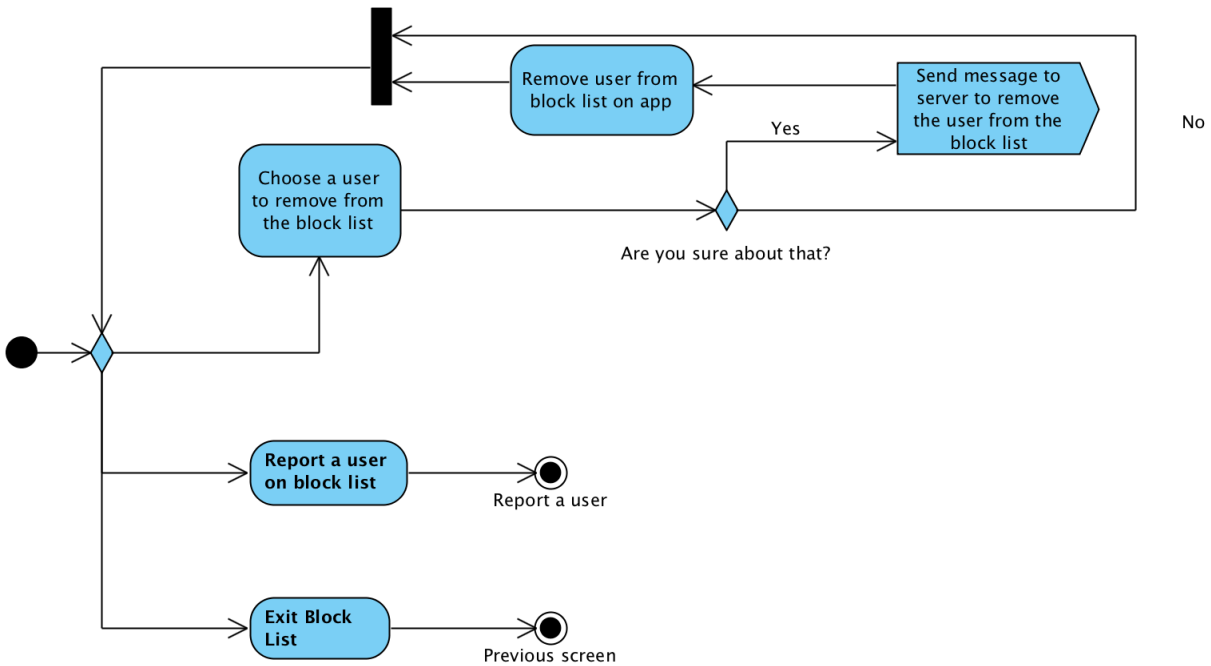 Remove user from
block list on app
Send message to
server to remove
the user from the
block list
No
Yes
Choose a user
to remove from
the block list
Are you sure about that?
Report a user
on block list
Report a user
Exit Block
List
Previous screen